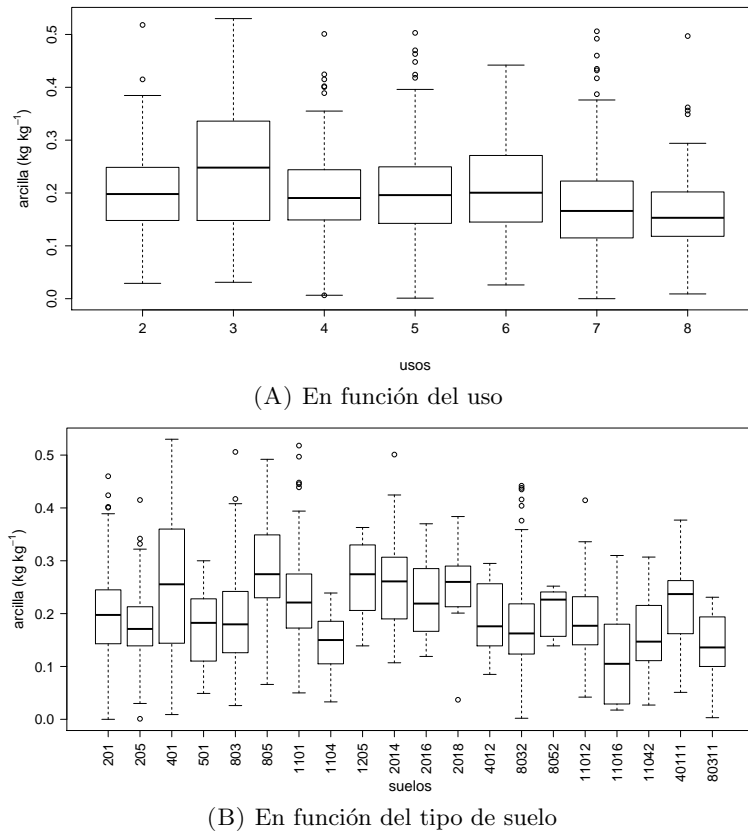 0.5
0.4
0.3
0.2
0.1
0.0
arcilla (kg kg⁻¹)
2 3 4 5 6 7 8
usos
(A) En función del uso
0.5
0.4
0.3
0.2
0.1
0.0
arcilla (kg kg⁻¹)
201 205 401 501 803 805 1101 1104 1205 2014 2016 2018 4012 8032 8052 11012 11016 11042 40111 80311
suelos
(B) En función del tipo de suelo